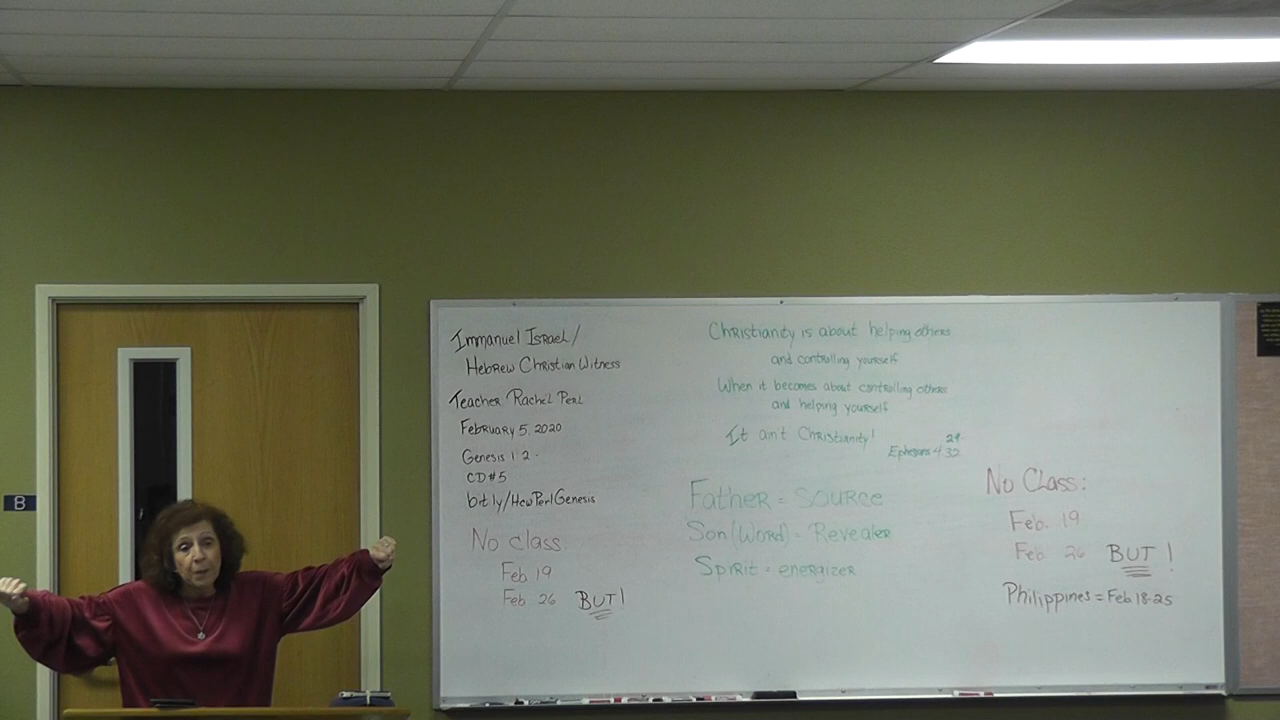 Immanuel Israel/
Hebrew Christian Witness
Teacher Rachel Perl
February 5, 2020
Genesis 1 2 -
CD#5
bit.ly/HcwPerlGenesis
No class
Feb 19
Feb 26 BUT!
Christianity is about helping others
and controlling yourself
When it becomes about controlling others
and helping yourself
It ain't Christianity!
Ephesians 4 29-
32
Father = SOURCE
Son (Word) = Revealer
Spirit = energizer
No Class:
Feb. 19
Feb 26 BUT!
Philippines = Feb 18-25
B